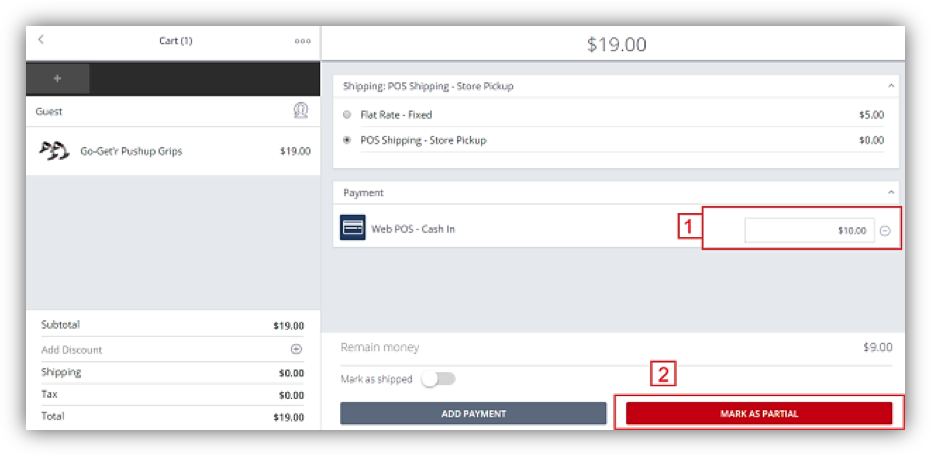 Cart (1)
$19.00
+
Guest
Go-Get'r Pushup Grips $19.00
Subtotal $19.00
Add Discount
Shipping $0.00
Tax $0.00
Total $19.00
Shipping: POS Shipping - Store Pickup
Flat Rate - Fixed $5.00
POS Shipping - Store Pickup $0.00
Payment
Web POS - Cash In 1 $10.00
Remain money $9.00
Mark as shipped 2
ADD PAYMENT MARK AS PARTIAL